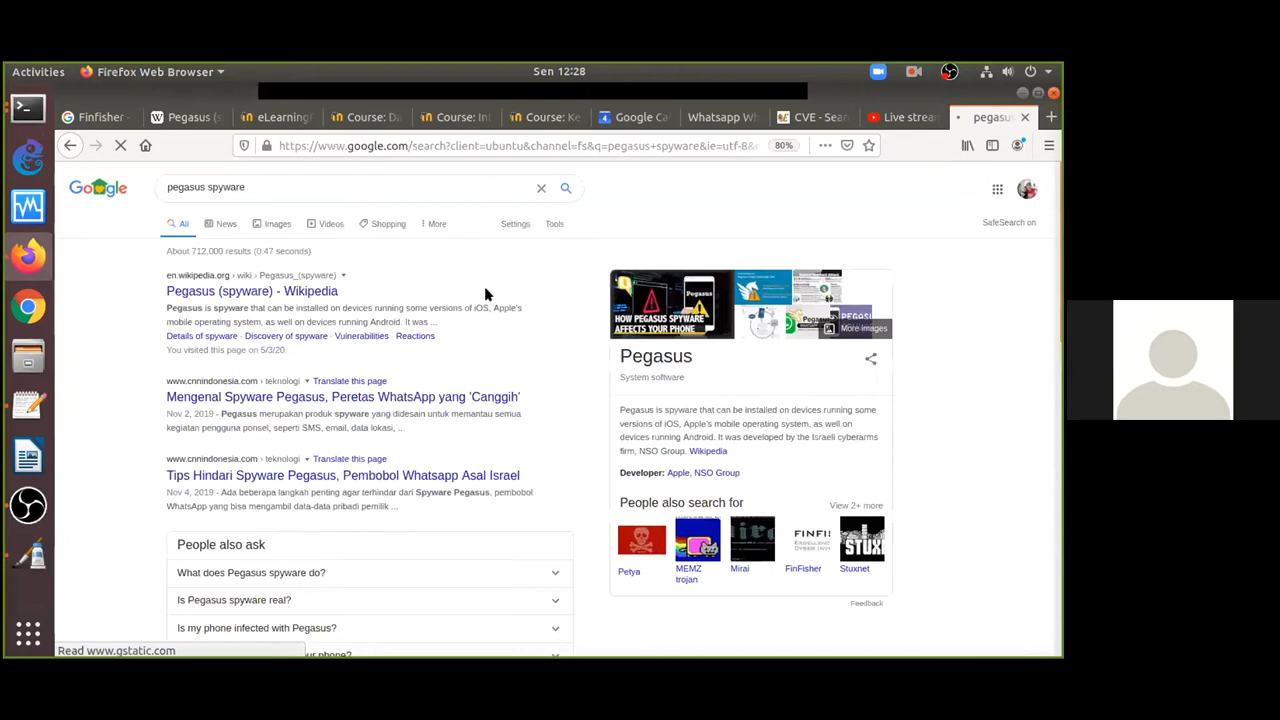 Activities
Firefox Web Browser
Sen 12:28
Finfisher
Pegasus (s
eLearning
Course: Da
Course: In
Course: Ke
Google Ca
Whatsapp W
CVE - Sear
Live strea
pegasus
https://www.google.com/search?client=ubuntu&channel=fs&q=pegasus+spyware&ie=utf-8&
80%
Google
pegasus spyware
All
News
Images
Videos
Shopping
More
Settings
Tools
SafeSearch on
About 712,000 results (0.47 seconds)
en.wikipedia.org › wiki › Pegasus_(spyware)
Pegasus (spyware) - Wikipedia
Pegasus is spyware that can be installed on devices running some versions of iOS, Apple's
mobile operating system, as well on devices running Android. It was ...
Details of spyware · Discovery of spyware · Vulnerabilities · Reactions
You visited this page on 5/3/20.
www.cnnindonesia.com › teknologi Translate this page
Mengenal Spyware Pegasus, Peretas WhatsApp yang 'Canggih'
Nov 2, 2019 - Pegasus merupakan produk spyware yang didesain untuk memantau semua
kegiatan pengguna ponsel, seperti SMS, email, data lokasi, ...
www.cnnindonesia.com › teknologi Translate this page
Tips Hindari Spyware Pegasus, Pembobol Whatsapp Asal Israel
Nov 4, 2019 - Ada beberapa langkah penting agar terhindar dari Spyware Pegasus, pembobol
WhatsApp yang bisa mengambil data-data pribadi pemilik ...
People also ask
What does Pegasus spyware do?
Is Pegasus spyware real?
Is my phone infected with Pegasus?
ur phone?
Read www.gstatic.com
Pegasus
HOW PEGASUS SPYWARE
AFFECTS YOUR PHONE
PEGAS
More images
Pegasus
System software
Pegasus is spyware that can be installed on devices running some
versions of iOS, Apple's mobile operating system, as well on
devices running Android. It was developed by the Israeli cyberarms
firm, NSO Group. Wikipedia
Developer: Apple, NSO Group
People also search for
View 2+ more
FINFI
STUX
Petya
MEMZ
trojan
Mirai
FinFisher
Stuxnet
Feedback